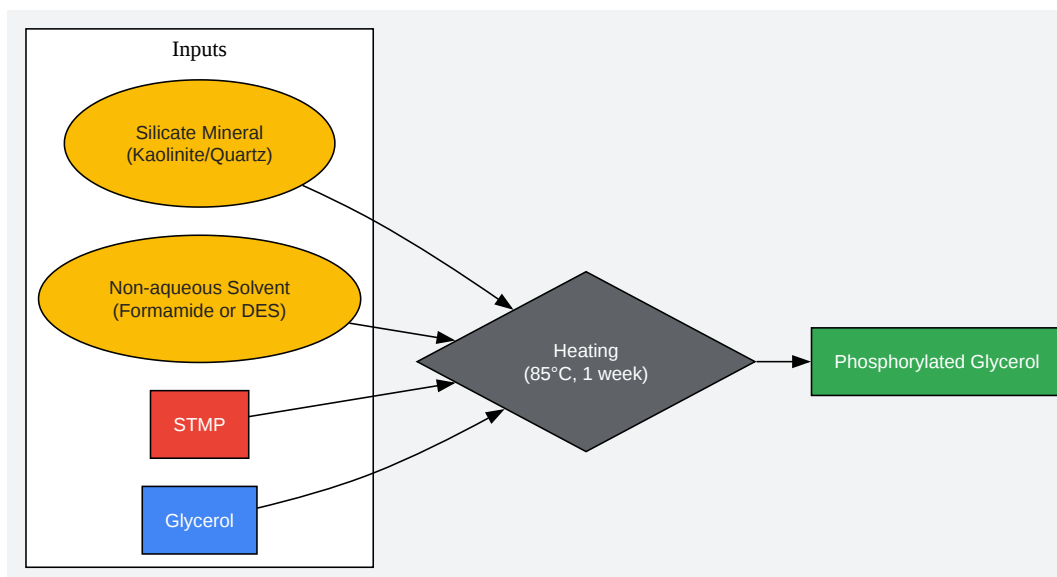 Inputs
Silicate Mineral
(Kaolinite/Quartz)
Non-aqueous Solvent
(Formamide or DES)
STMP
Glycerol
Heating
(85°C, 1 week)
Phosphorylated Glycerol